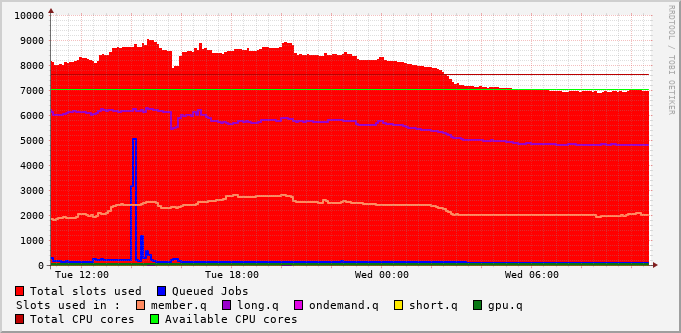 10000
9000
8000
7000
6000
5000
4000
3000
2000
1000
0
Tue 12:00 Tue 18:00 Wed 00:00 Wed 06:00
Total slots used Queued Jobs
Slots used in : member.q long.q ondemand.q short.q gpu.q
Total CPU cores Available CPU cores
RRDTOOL / TOBI OETIKER